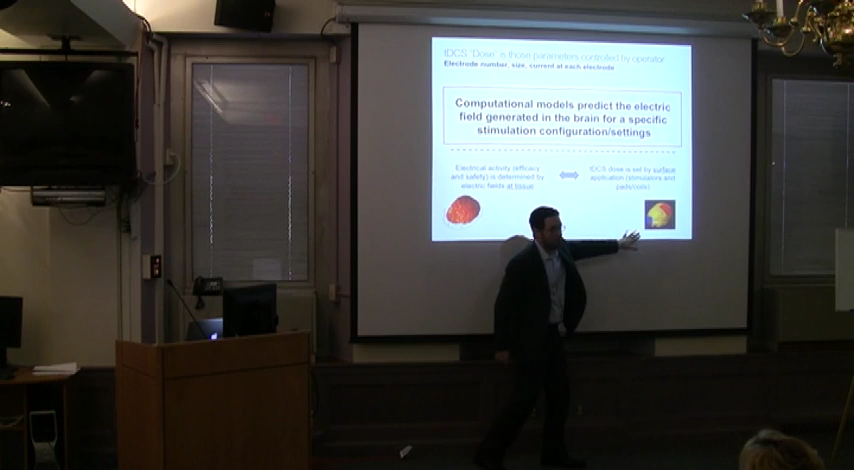 tDCS "Dose" is those parameters controlled by operator
Electrode number, size, current at each electrode
Computational models predict the electric
field generated in the brain for a specific
stimulation configuration/settings
Electrical activity (efficacy
and safety) is determined by
electric fields at tissue
tDCS dose is set by surface
application (stimulators and
pads/coils)